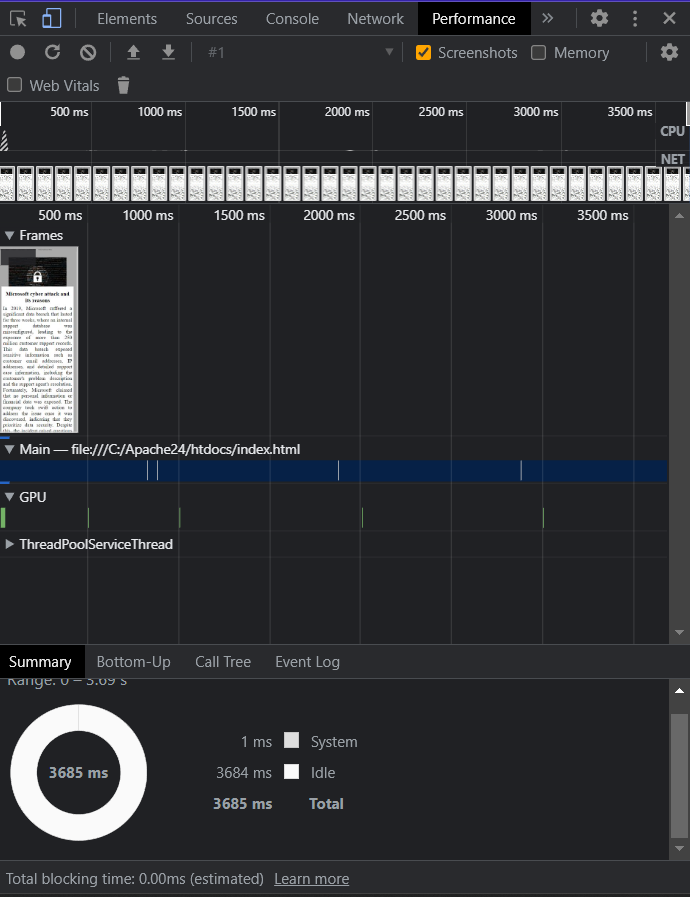 Elements Sources Console Network Performance »
#1 Screenshots Memory
Web Vitals
500 ms 1000 ms 1500 ms 2000 ms 2500 ms 3000 ms 3500 ms
CPU
NET
500 ms 1000 ms 1500 ms 2000 ms 2500 ms 3000 ms 3500 ms
Frames
Microsoft cyber attack and
its reasons
In 2019, Microsoft suffered a
significant data breach that lasted
for three weeks, where an internal
support database was
misconfigured, leading to the
exposure of more than 250
million customer support records.
This data breach exposed
sensitive information such as
customer email addresses, IP
addresses, and detailed support
case information, including the
customer's problem description
and the support agent's resolution.
Fortunately, Microsoft claimed
that no personal information or
financial data was exposed. The
company took swift action to
address the issue once it was
discovered, indicating that they
prioritize data security. Despite
this, the incident raised questions
Main — file:///C:/Apache24/htdocs/index.html
GPU
ThreadPoolServiceThread
Summary Bottom-Up Call Tree Event Log
Range: 0 – 3.69 s
3685 ms
1 ms System
3684 ms Idle
3685 ms Total
Total blocking time: 0.00ms (estimated) Learn more